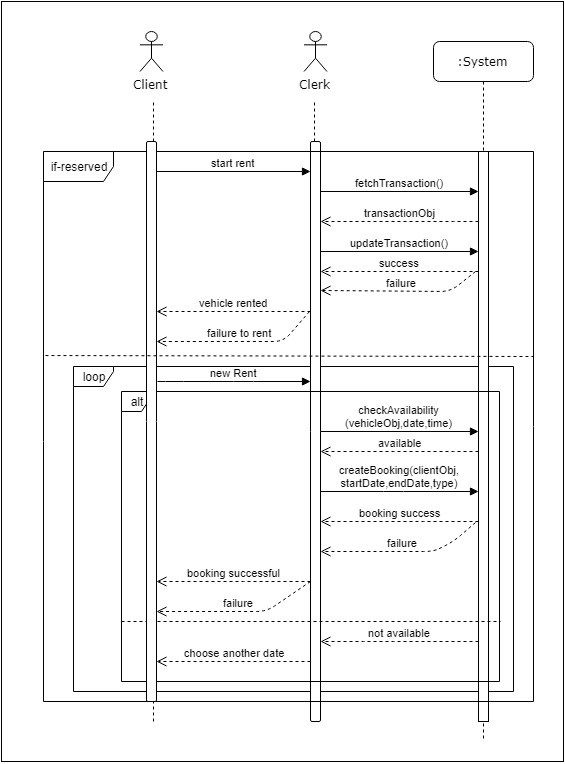 Client
Clerk
:System
if-reserved
start rent
fetchTransaction()
transactionObj
updateTransaction()
success
failure
vehicle rented
failure to rent
loop
new Rent
alt
checkAvailability
(vehicleObj,date,time)
available
createBooking(clientObj,
startDate,endDate,type)
booking success
failure
booking successful
failure
not available
choose another date